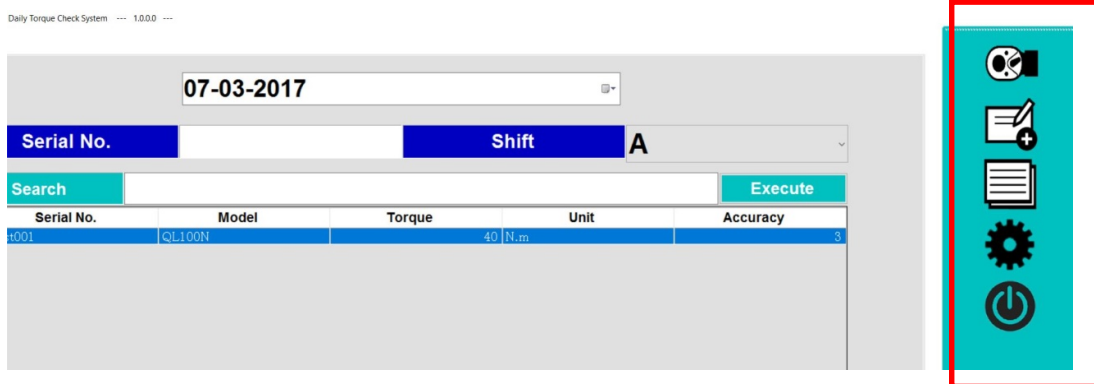 Daily Torque Check System --- 1.0.0.0 ---
07-03-2017
Serial No. Shift A
Search Execute
Serial No. Model Torque Unit Accuracy
t001 QL100N 40 N.m 3